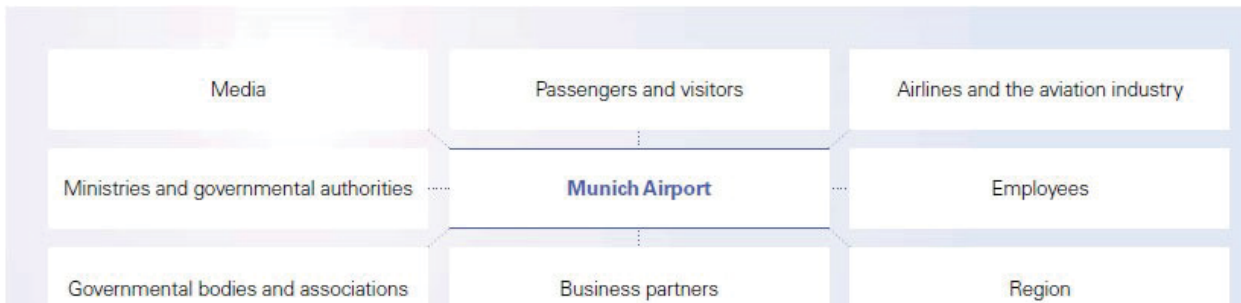 Media
Passengers and visitors
Airlines and the aviation industry
Ministries and governmental authorities
Munich Airport
Employees
Governmental bodies and associations
Business partners
Region